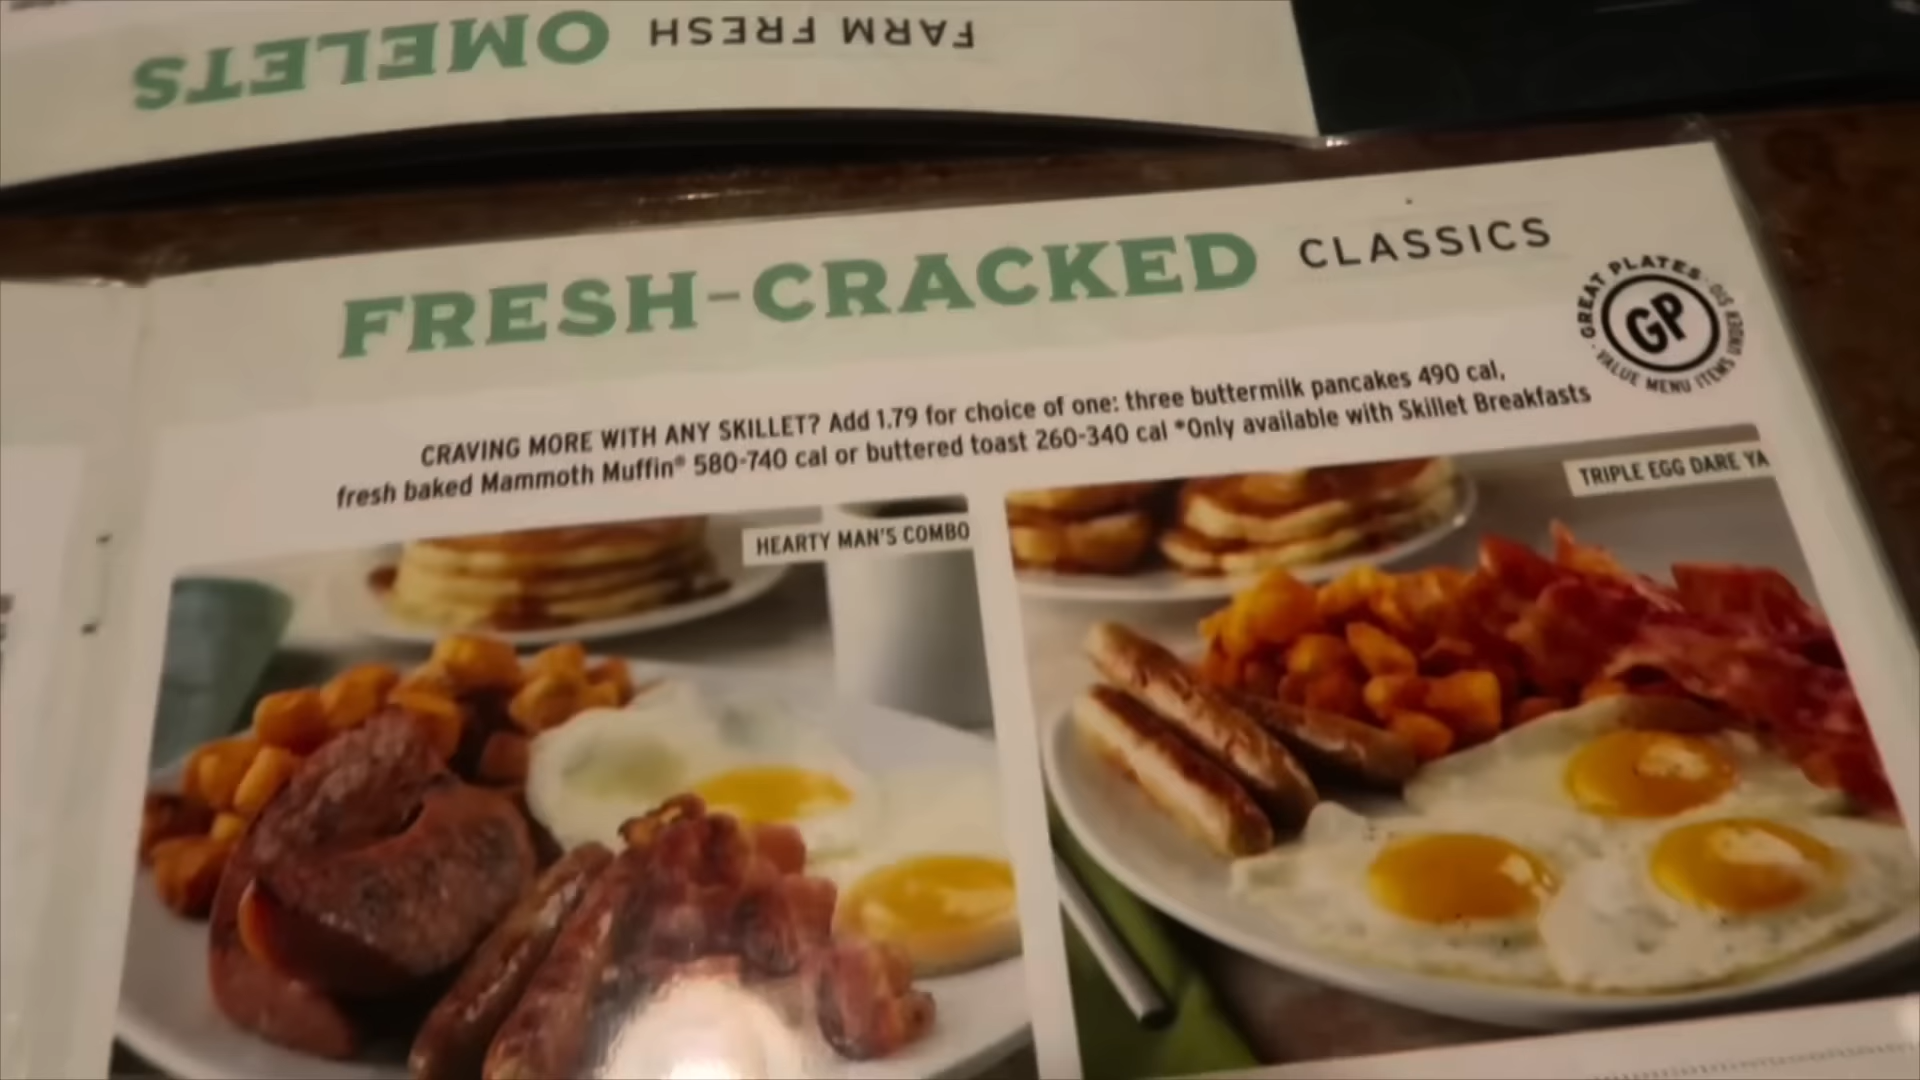 FARM FRESH OMELETS
FRESH-CRACKED CLASSICS
GREAT PLATES
GP
VALUE MENU ITEMS UNDER $10
CRAVING MORE WITH ANY SKILLET? Add 1.79 for choice of one: three buttermilk pancakes 490 cal,
fresh baked Mammoth Muffin® 580-740 cal or buttered toast 260-340 cal *Only available with Skillet Breakfasts
HEARTY MAN'S COMBO
TRIPLE EGG DARE YA